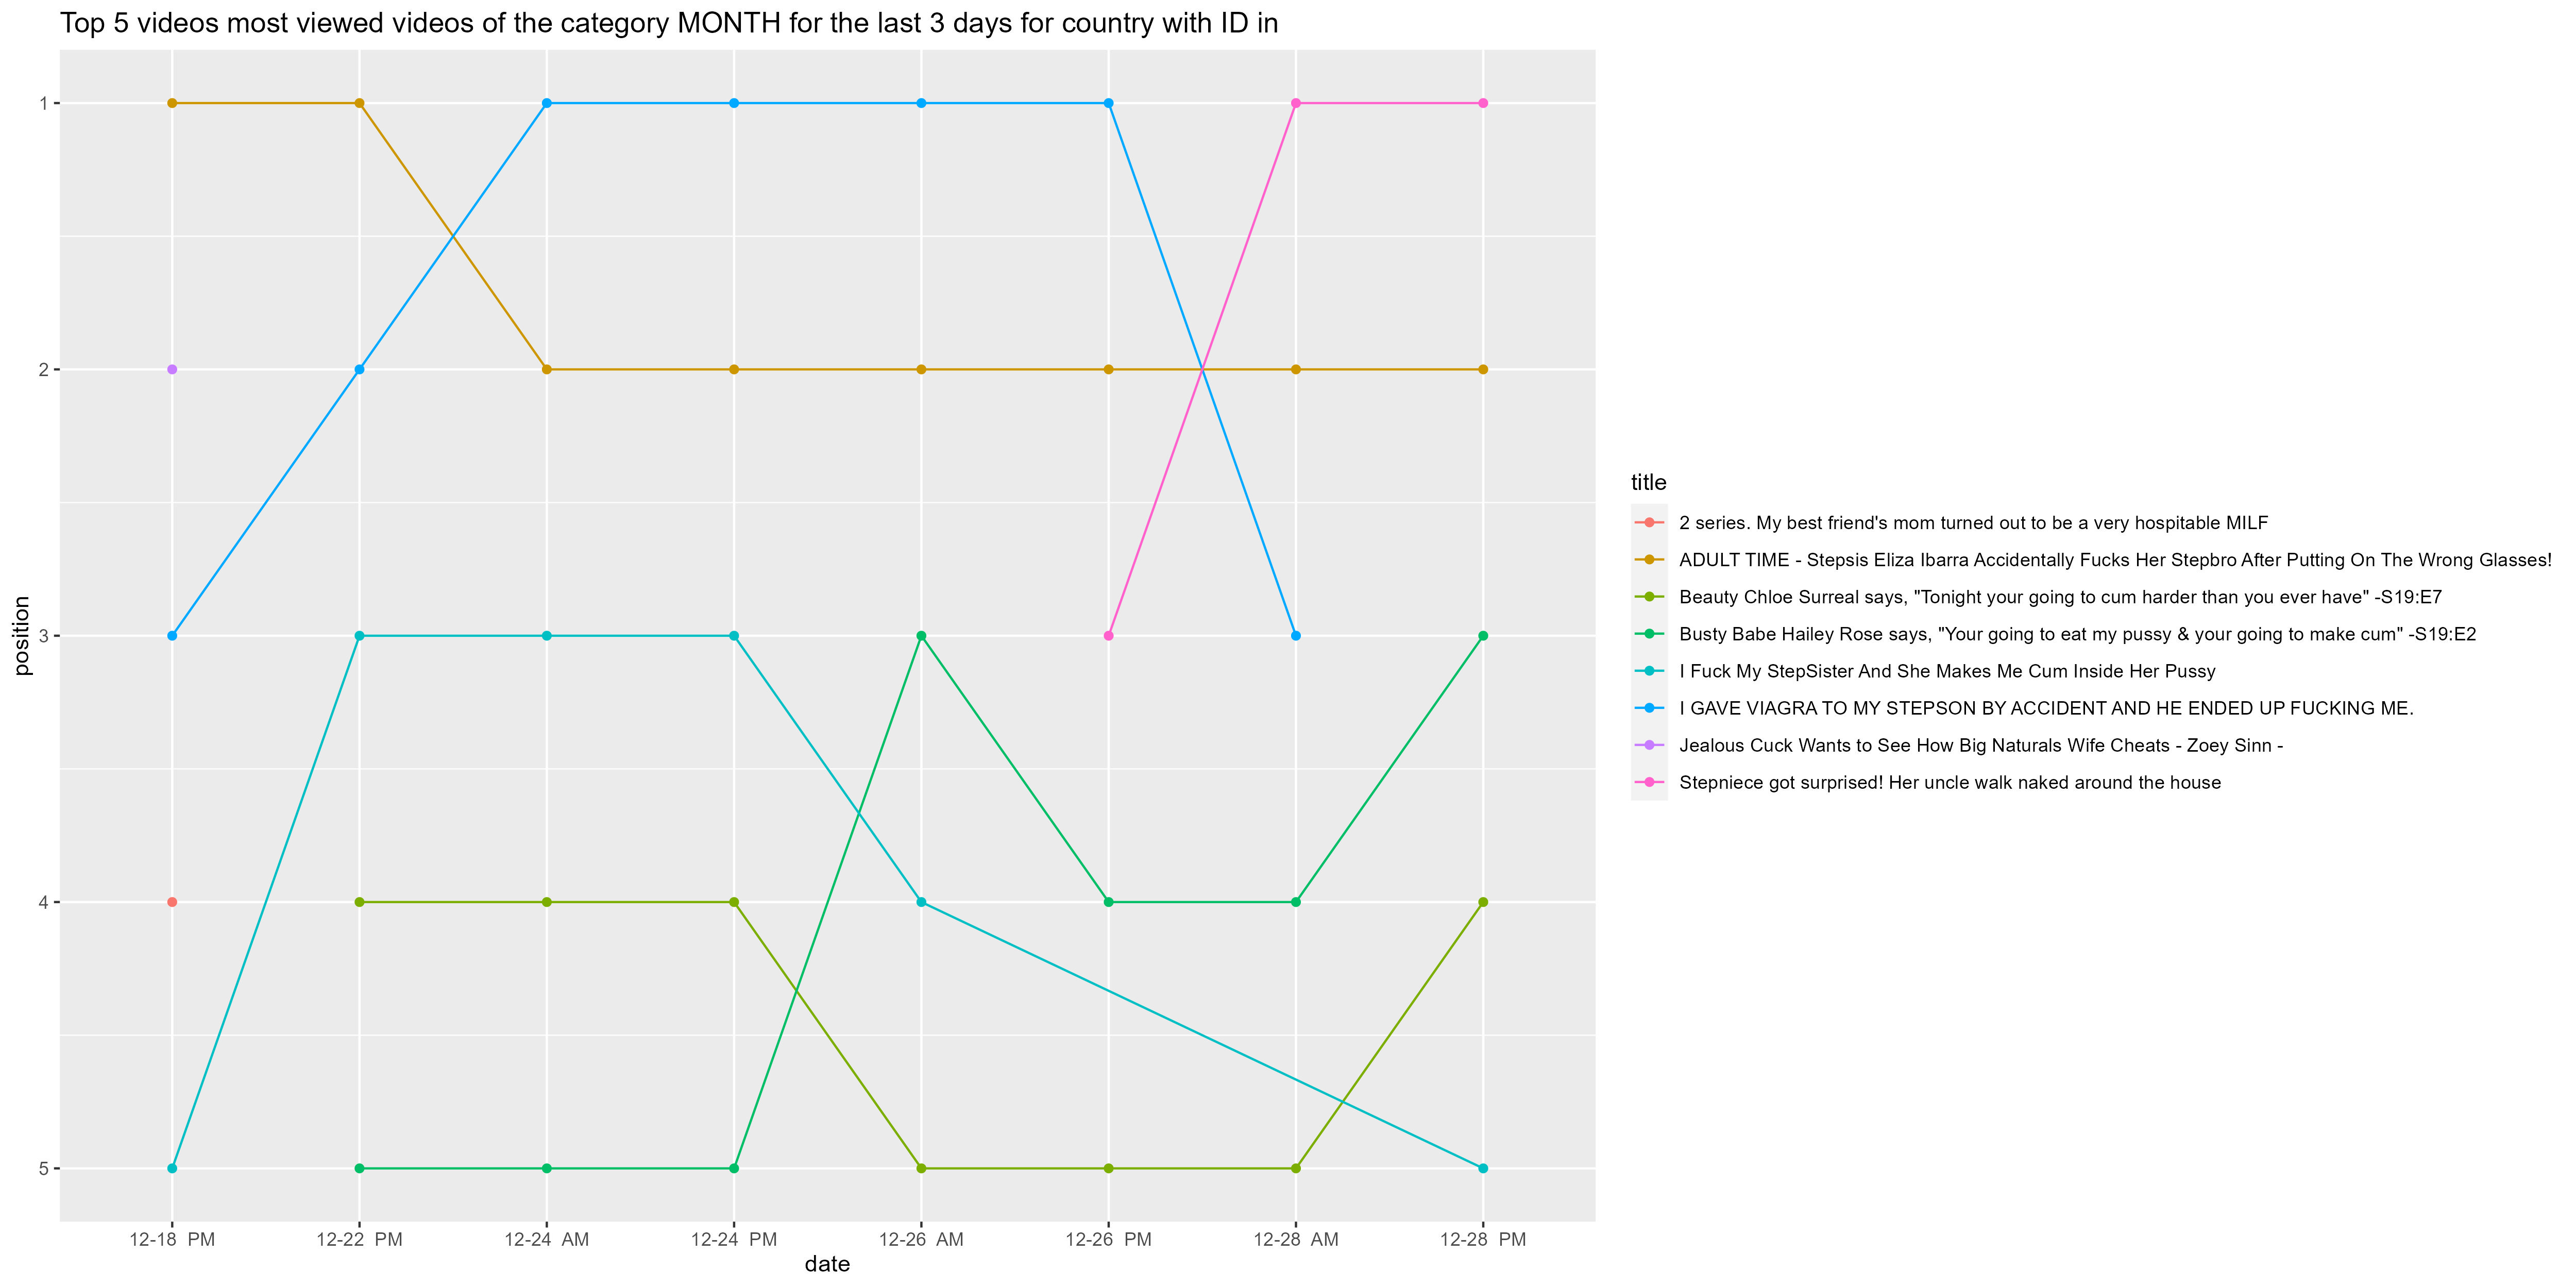 Top 5 videos most viewed videos of the category MONTH for the last 3 days for country with ID in
position
1
2
3
4
5
12-18 PM
12-22 PM
12-24 AM
12-24 PM
12-26 AM
12-26 PM
12-28 AM
12-28 PM
date
title
2 series. My best friend's mom turned out to be a very hospitable MILF
ADULT TIME - Stepsis Eliza Ibarra Accidentally Fucks Her Stepbro After Putting On The Wrong Glasses!
Beauty Chloe Surreal says, "Tonight your going to cum harder than you ever have" -S19:E7
Busty Babe Hailey Rose says, "Your going to eat my pussy & your going to make cum" -S19:E2
I Fuck My StepSister And She Makes Me Cum Inside Her Pussy
I GAVE VIAGRA TO MY STEPSON BY ACCIDENT AND HE ENDED UP FUCKING ME.
Jealous Cuck Wants to See How Big Naturals Wife Cheats - Zoey Sinn -
Stepniece got surprised! Her uncle walk naked around the house